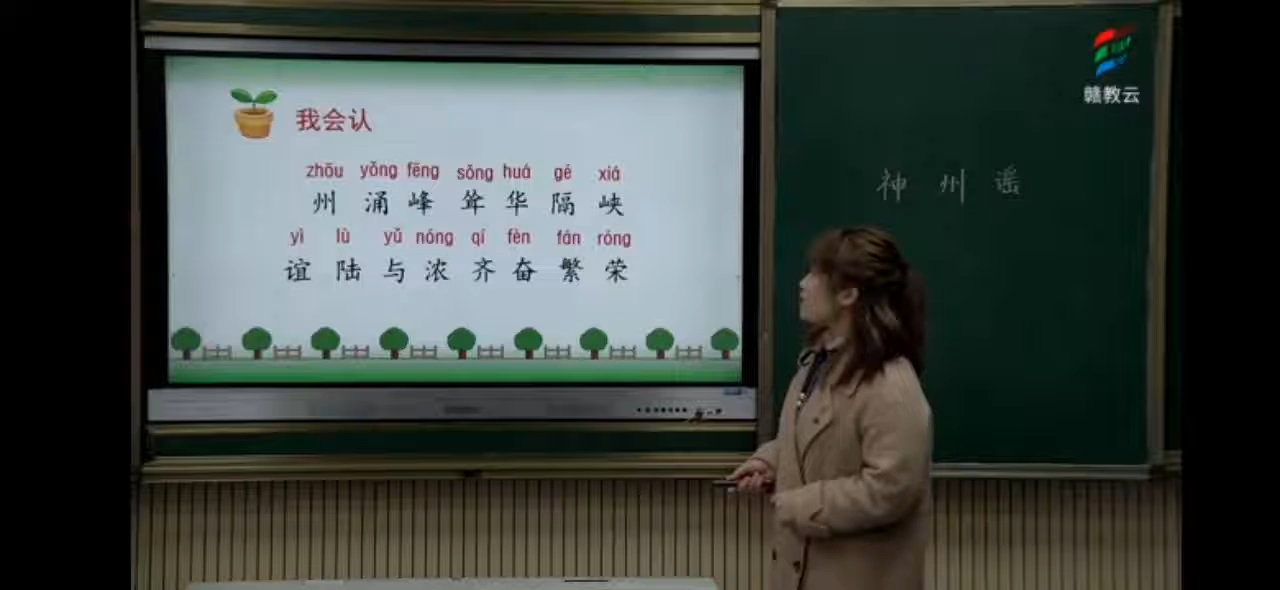 我会认
zhōu yǒng fēng sǒng huá gé xiá
州 涌 峰 耸 华 隔 峡
yì lù yǔ nóng qí fèn fán róng
谊 陆 与 浓 齐 奋 繁 荣
神 州 谣
赣教云